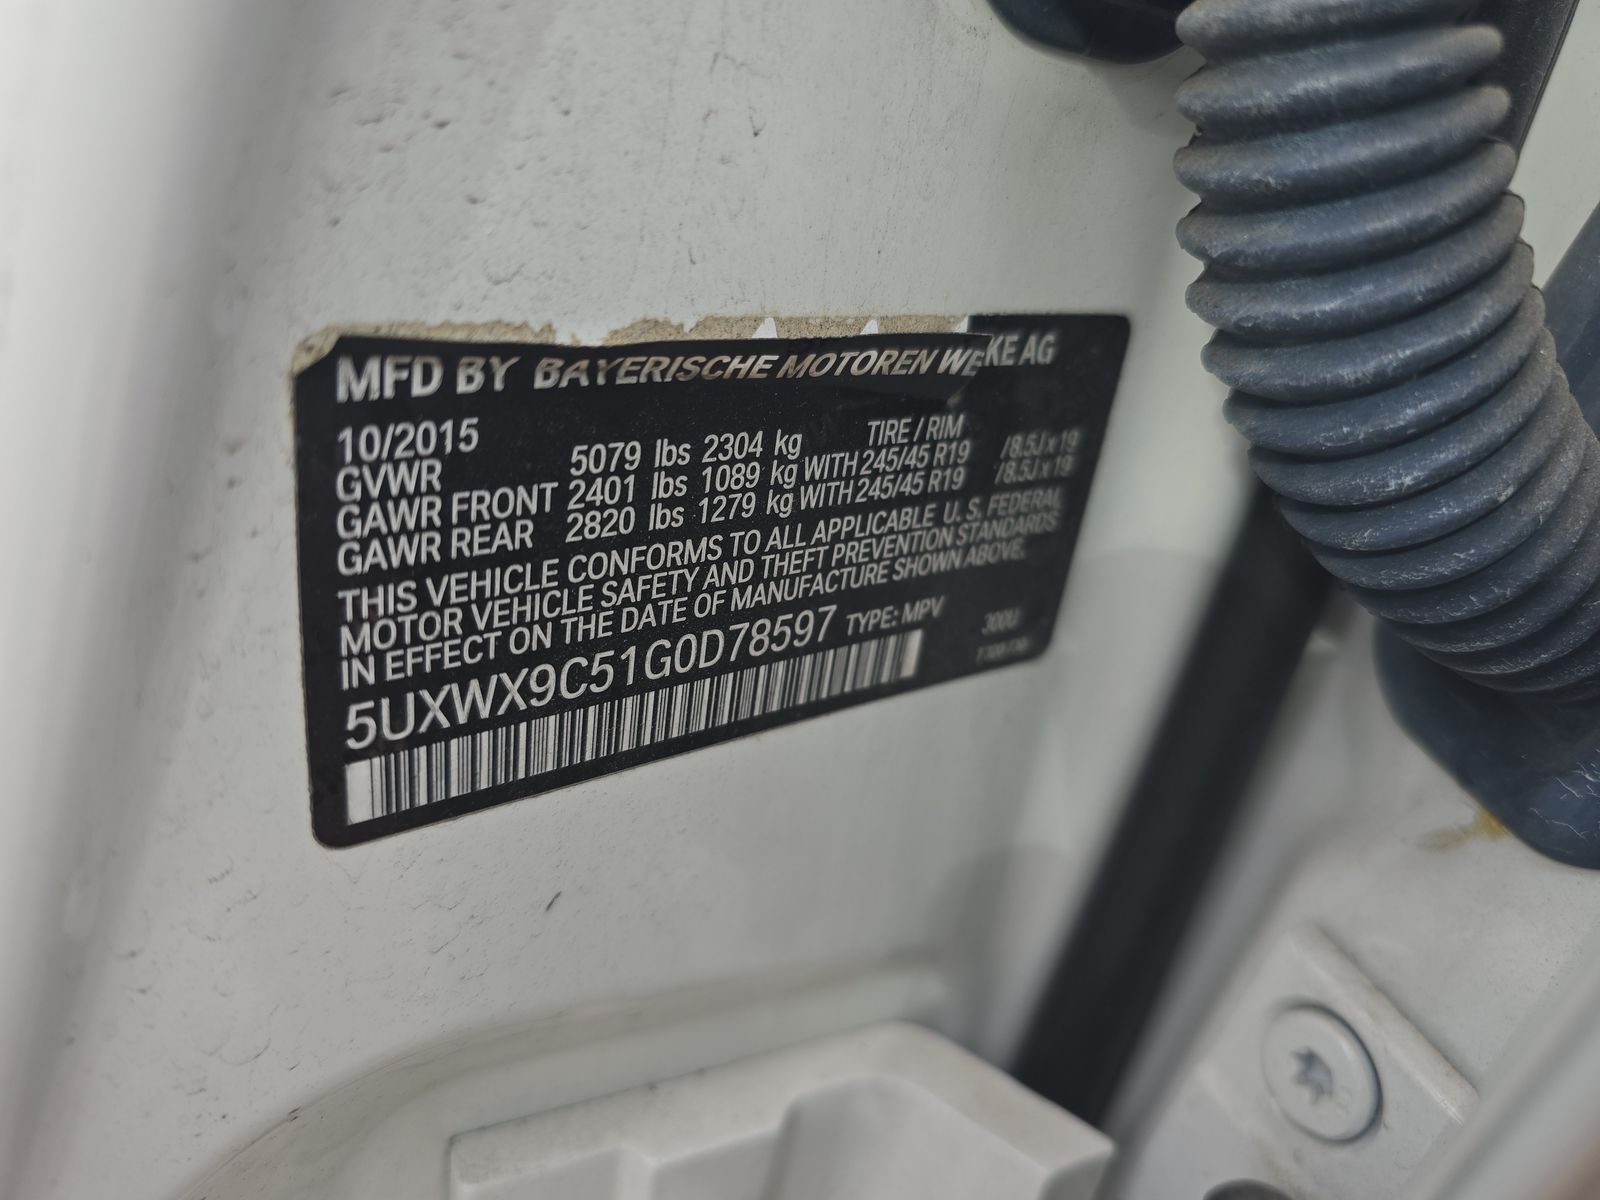 MFD BY BAYERISCHE MOTOREN WERKE AG
10/2015
GVWR 5079 lbs 2304 kg TIRE / RIM
GAWR FRONT 2401 lbs 1089 kg WITH 245/45 R19 /8.5J x 19
GAWR REAR 2820 lbs 1279 kg WITH 245/45 R19 /8.5J x 19
THIS VEHICLE CONFORMS TO ALL APPLICABLE U.S. FEDERAL
MOTOR VEHICLE SAFETY AND THEFT PREVENTION STANDARDS
IN EFFECT ON THE DATE OF MANUFACTURE SHOWN ABOVE.
5UXWX9C51G0D78597 TYPE: MPV 300U